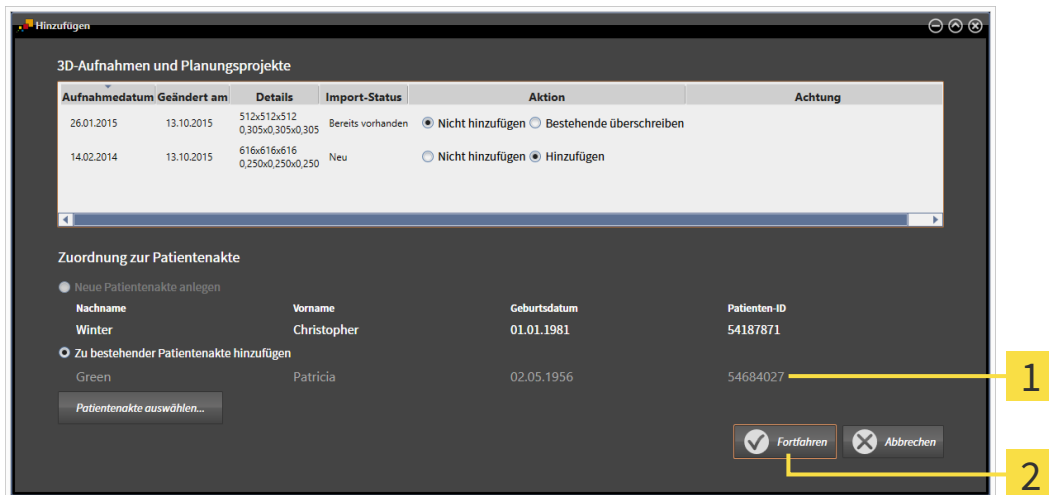 Hinzufügen
3D-Aufnahmen und Planungsprojekte
Aufnahmedatum Geändert am Details Import-Status Aktion Achtung
26.01.2015 13.10.2015 512x512x512 0,305x0,305x0,305 Bereits vorhanden Nicht hinzufügen Bestehende überschreiben
14.02.2014 13.10.2015 616x616x616 0,250x0,250x0,250 Neu Nicht hinzufügen Hinzufügen
Zuordnung zur Patientenakte
Neue Patientenakte anlegen
Nachname Vorname Geburtsdatum Patienten-ID
Winter Christopher 01.01.1981 54187871
Zu bestehender Patientenakte hinzufügen
Green Patricia 02.05.1956 54684027 1
Patientenakte auswählen...
Fortfahren Abbrechen
2